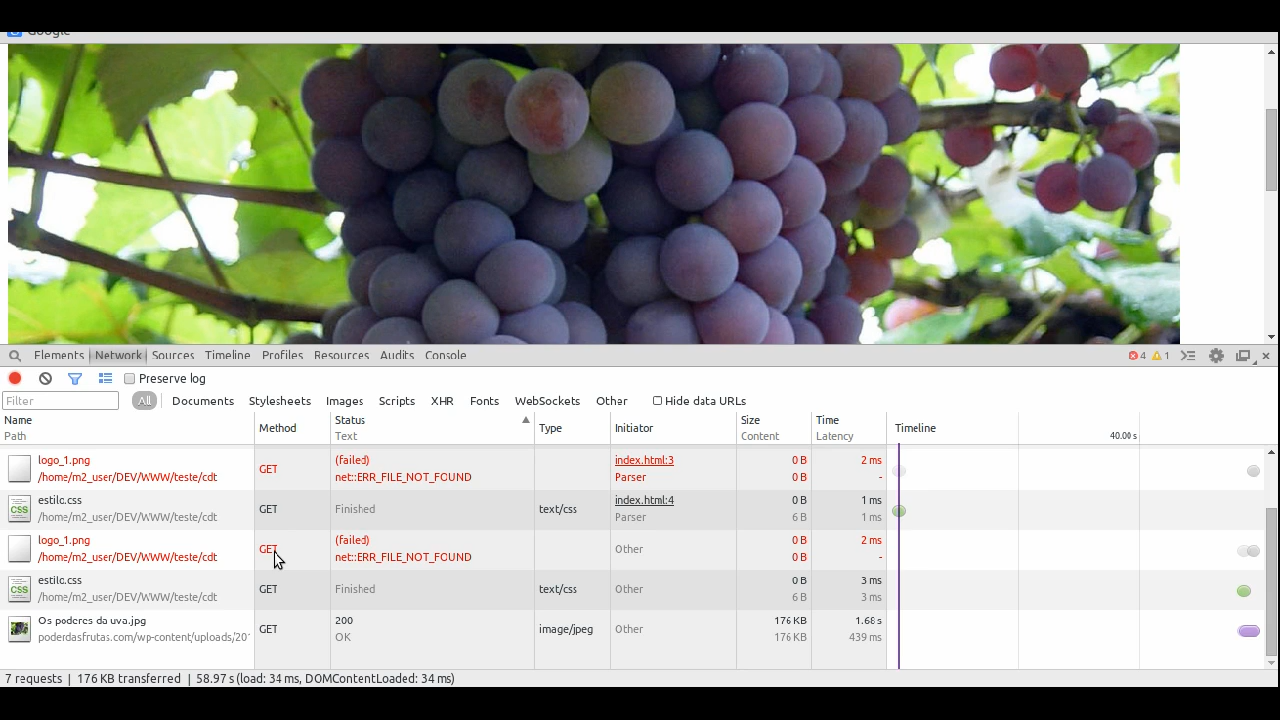 Google
Elements Network Sources Timeline Profiles Resources Audits Console 4 1
Preserve log
Filter All Documents Stylesheets Images Scripts XHR Fonts WebSockets Other Hide data URLs
Name Path Method Status Text Type Initiator Size Content Time Latency Timeline 40.00 s
logo_1.png (failed) index.html:3 0 B 2 ms
/home/m2_user/DEV/WWW/teste/cdt GET net::ERR_FILE_NOT_FOUND Parser 0 B -
estilo.css GET Finished text/css index.html:4 0 B 1 ms
/home/m2_user/DEV/WWW/teste/cdt Parser 6 B 1 ms
logo_1.png (failed) 0 B 2 ms
/home/m2_user/DEV/WWW/teste/cdt GET net::ERR_FILE_NOT_FOUND Other 0 B -
estilo.css GET Finished text/css Other 0 B 3 ms
/home/m2_user/DEV/WWW/teste/cdt 6 B 3 ms
Os poderes da uva.jpg GET 200 image/jpeg Other 176 KB 1.68 s
poderdasfrutas.com/wp-content/uploads/20 OK 176 KB 439 ms
7 requests | 176 KB transferred | 58.97 s (load: 34 ms, DOMContentLoaded: 34 ms)